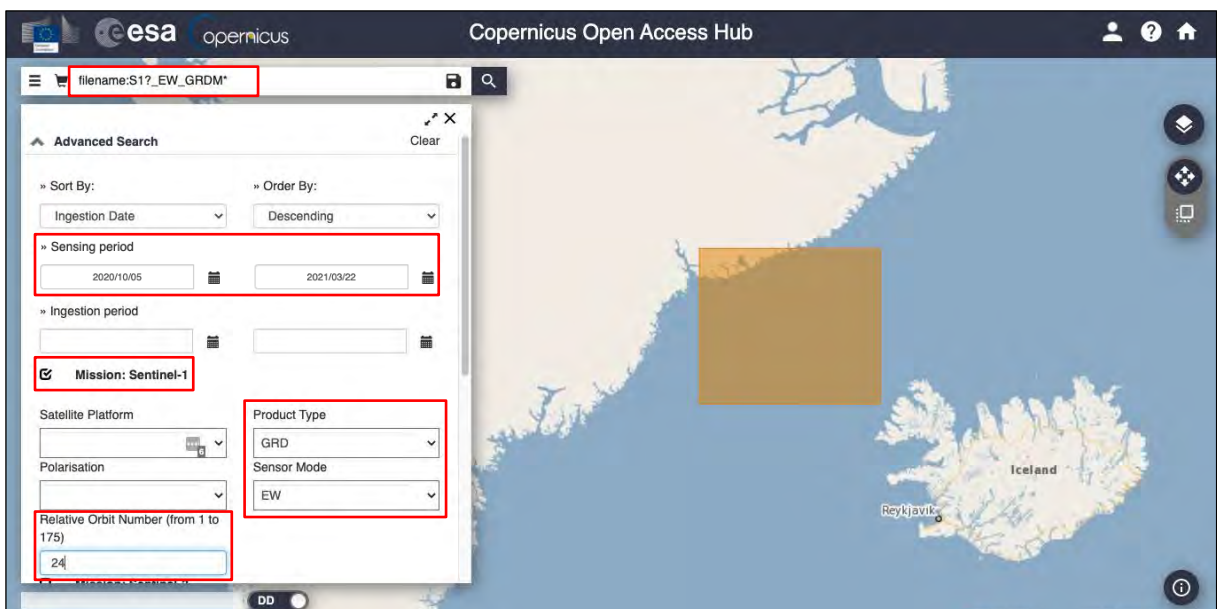 esa opernicus Copernicus Open Access Hub
filename:S1?_EW_GRDM*
Advanced Search Clear
» Sort By: » Order By:
Ingestion Date Descending
» Sensing period
2020/10/05 2021/03/22
» Ingestion period
Mission: Sentinel-1
Satellite Platform Product Type
GRD
6
Polarisation Sensor Mode
EW
Relative Orbit Number (from 1 to
175)
24
Iceland
Reykjavik
DD